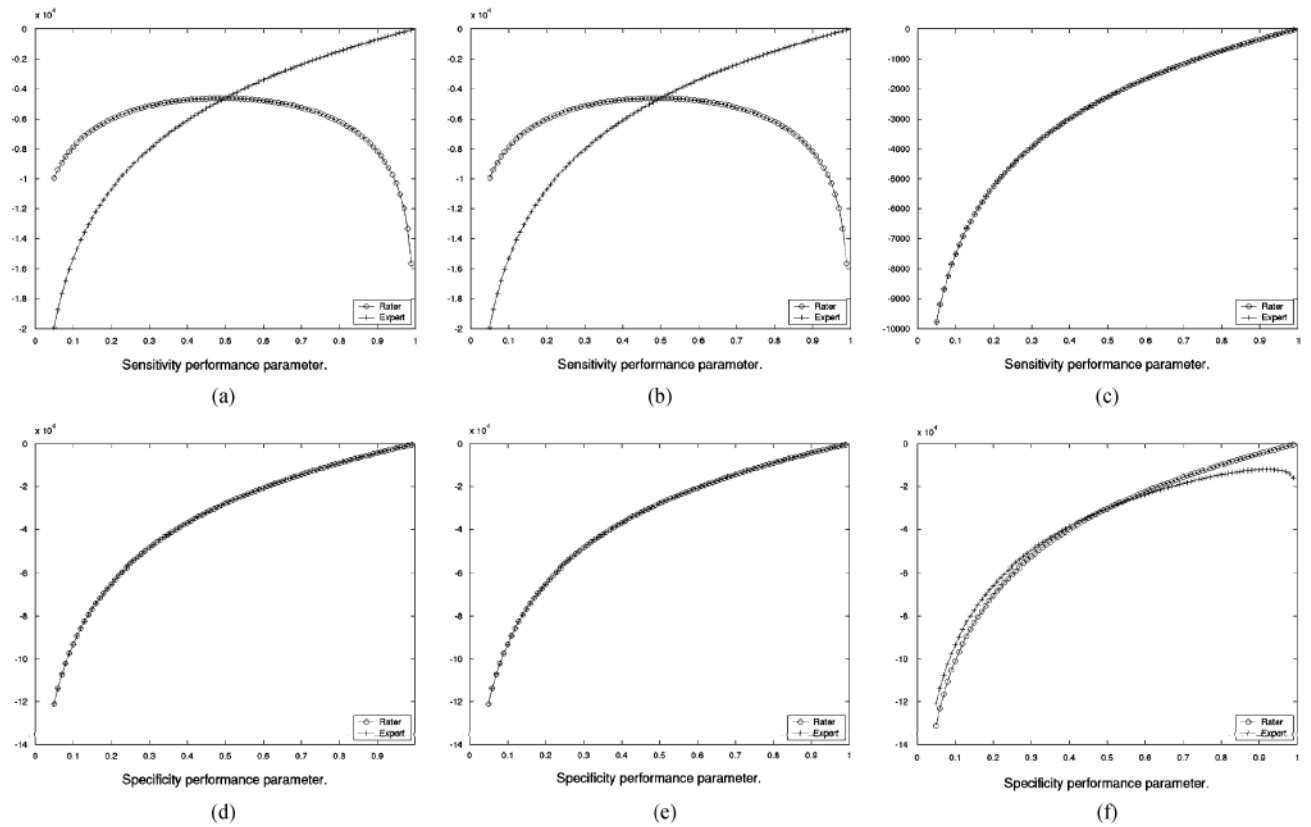 x 10⁴
0
-0.2
-0.4
-0.6
-0.8
-1
-1.2
-1.4
-1.6
-1.8
-2
0 0.1 0.2 0.3 0.4 0.5 0.6 0.7 0.8 0.9 1
Rater
Expert
Sensitivity performance parameter.
(a)
x 10⁴
0
-0.2
-0.4
-0.6
-0.8
-1
-1.2
-1.4
-1.6
-1.8
-2
0 0.1 0.2 0.3 0.4 0.5 0.6 0.7 0.8 0.9 1
Rater
Expert
Sensitivity performance parameter.
(b)
0
-1000
-2000
-3000
-4000
-5000
-6000
-7000
-8000
-9000
-10000
0 0.1 0.2 0.3 0.4 0.5 0.6 0.7 0.8 0.9 1
Rater
Expert
Sensitivity performance parameter.
(c)
x 10⁴
0
-2
-4
-6
-8
-10
-12
-14
0 0.1 0.2 0.3 0.4 0.5 0.6 0.7 0.8 0.9 1
Rater
Expert
Specificity performance parameter.
(d)
x 10⁴
0
-2
-4
-6
-8
-10
-12
-14
0 0.1 0.2 0.3 0.4 0.5 0.6 0.7 0.8 0.9 1
Rater
Expert
Specificity performance parameter.
(e)
x 10⁴
0
-2
-4
-6
-8
-10
-12
-14
0 0.1 0.2 0.3 0.4 0.5 0.6 0.7 0.8 0.9 1
Rater
Expert
Specificity performance parameter.
(f)